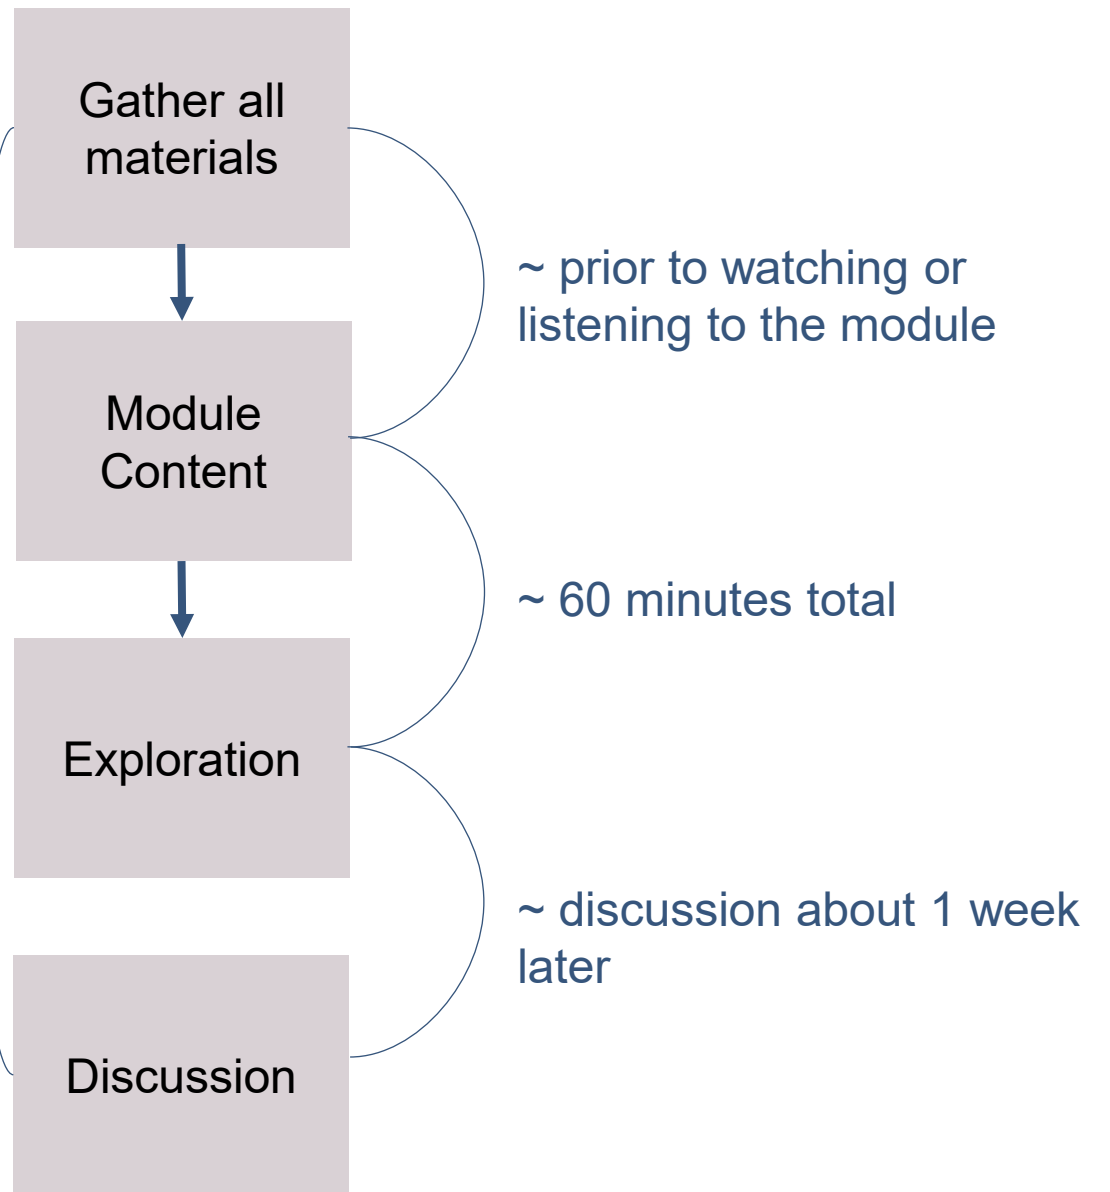 Gather all
materials
~ prior to watching or
listening to the module
Module
Content
~ 60 minutes total
Exploration
~ discussion about 1 week
later
Discussion